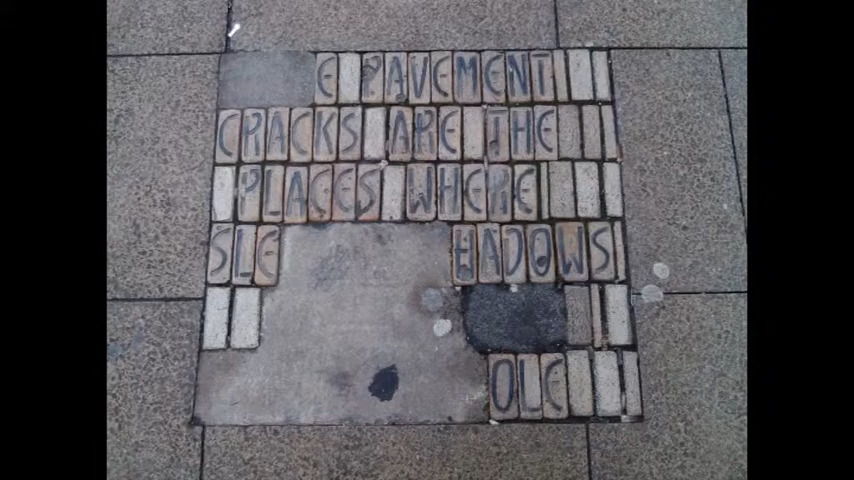 E PAVEMENT
CRACKS ARE THE
PLACES WHERE
SLE HADOWS
OLE